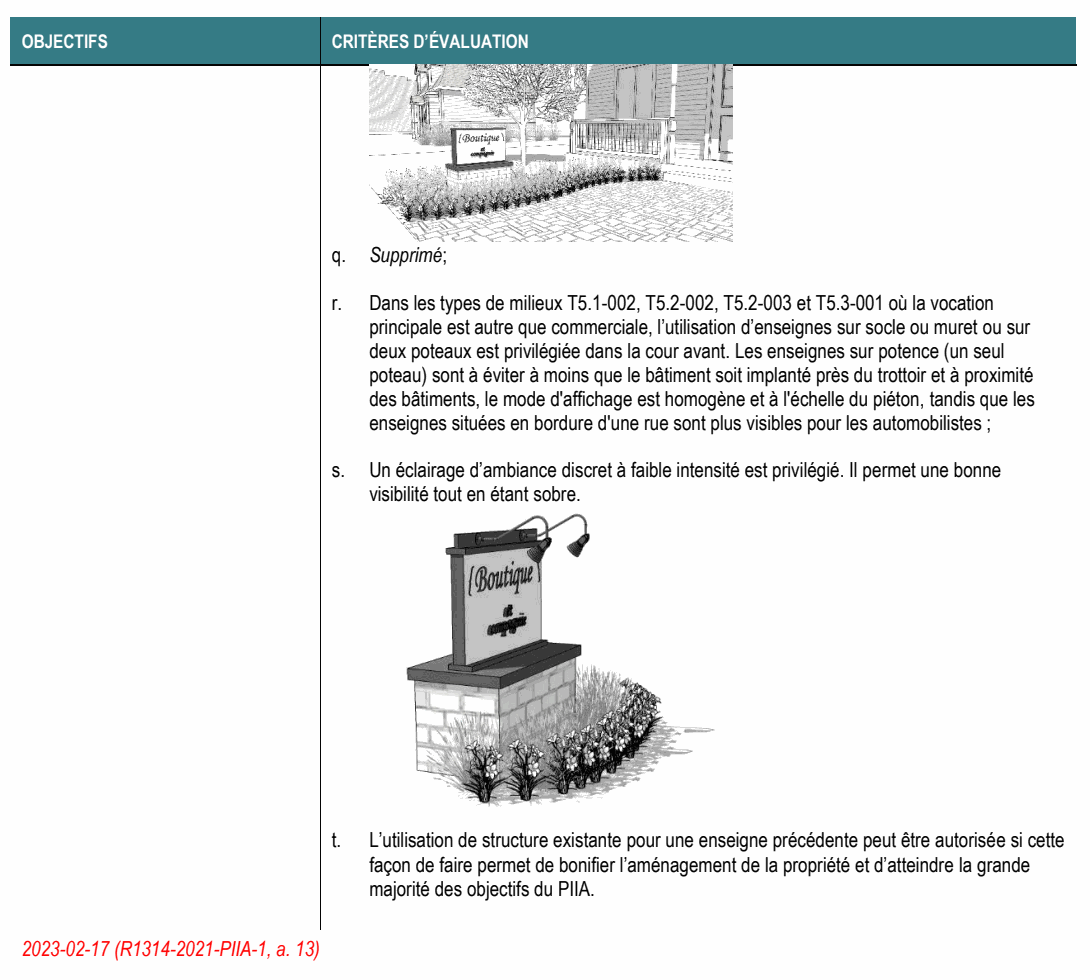 OBJECTIFS
CRITÈRES D’ÉVALUATION
{Boutique }
et
compagnie
q. Supprimé;
r. Dans les types de milieux T5.1-002, T5.2-002, T5.2-003 et T5.3-001 où la vocation
principale est autre que commerciale, l’utilisation d’enseignes sur socle ou muret ou sur
deux poteaux est privilégiée dans la cour avant. Les enseignes sur potence (un seul
poteau) sont à éviter à moins que le bâtiment soit implanté près du trottoir et à proximité
des bâtiments, le mode d'affichage est homogène et à l'échelle du piéton, tandis que les
enseignes situées en bordure d'une rue sont plus visibles pour les automobilistes ;
s. Un éclairage d’ambiance discret à faible intensité est privilégié. Il permet une bonne
visibilité tout en étant sobre.
{Boutique }
et
compagnie
t. L’utilisation de structure existante pour une enseigne précédente peut être autorisée si cette
façon de faire permet de bonifier l’aménagement de la propriété et d’atteindre la grande
majorité des objectifs du PIIA.
2023-02-17 (R1314-2021-PIIA-1, a. 13)